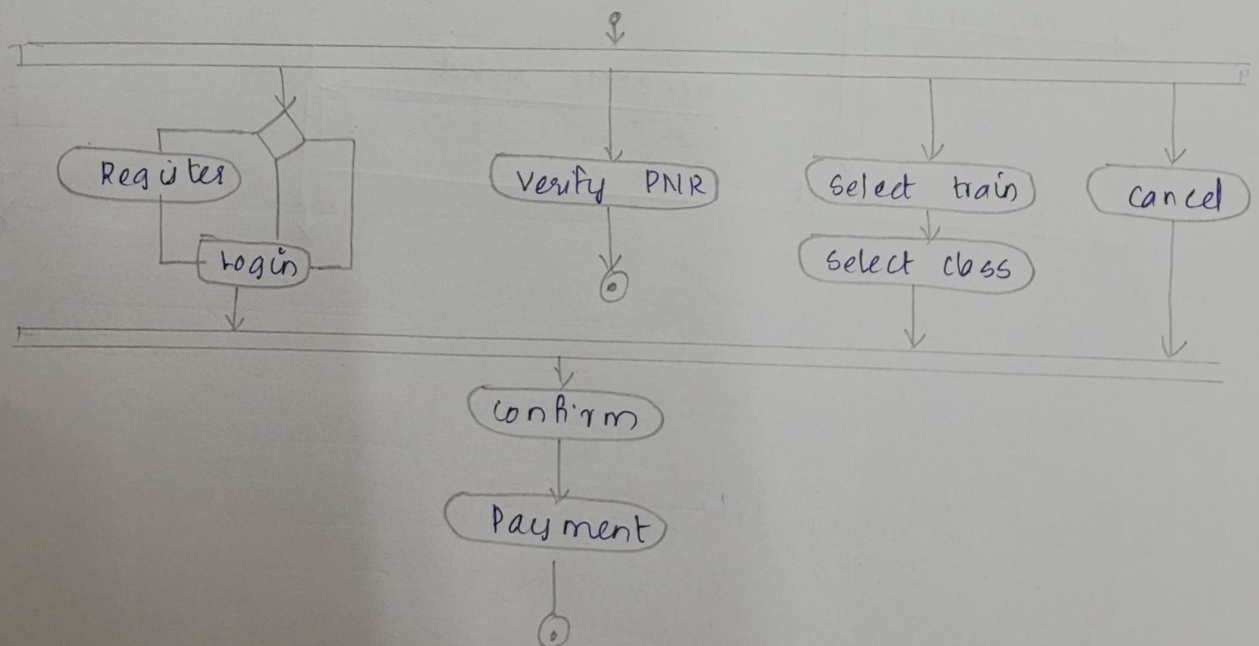 Register
Verify PNR
Select train
Cancel
Login
Select class
Confirm
Payment